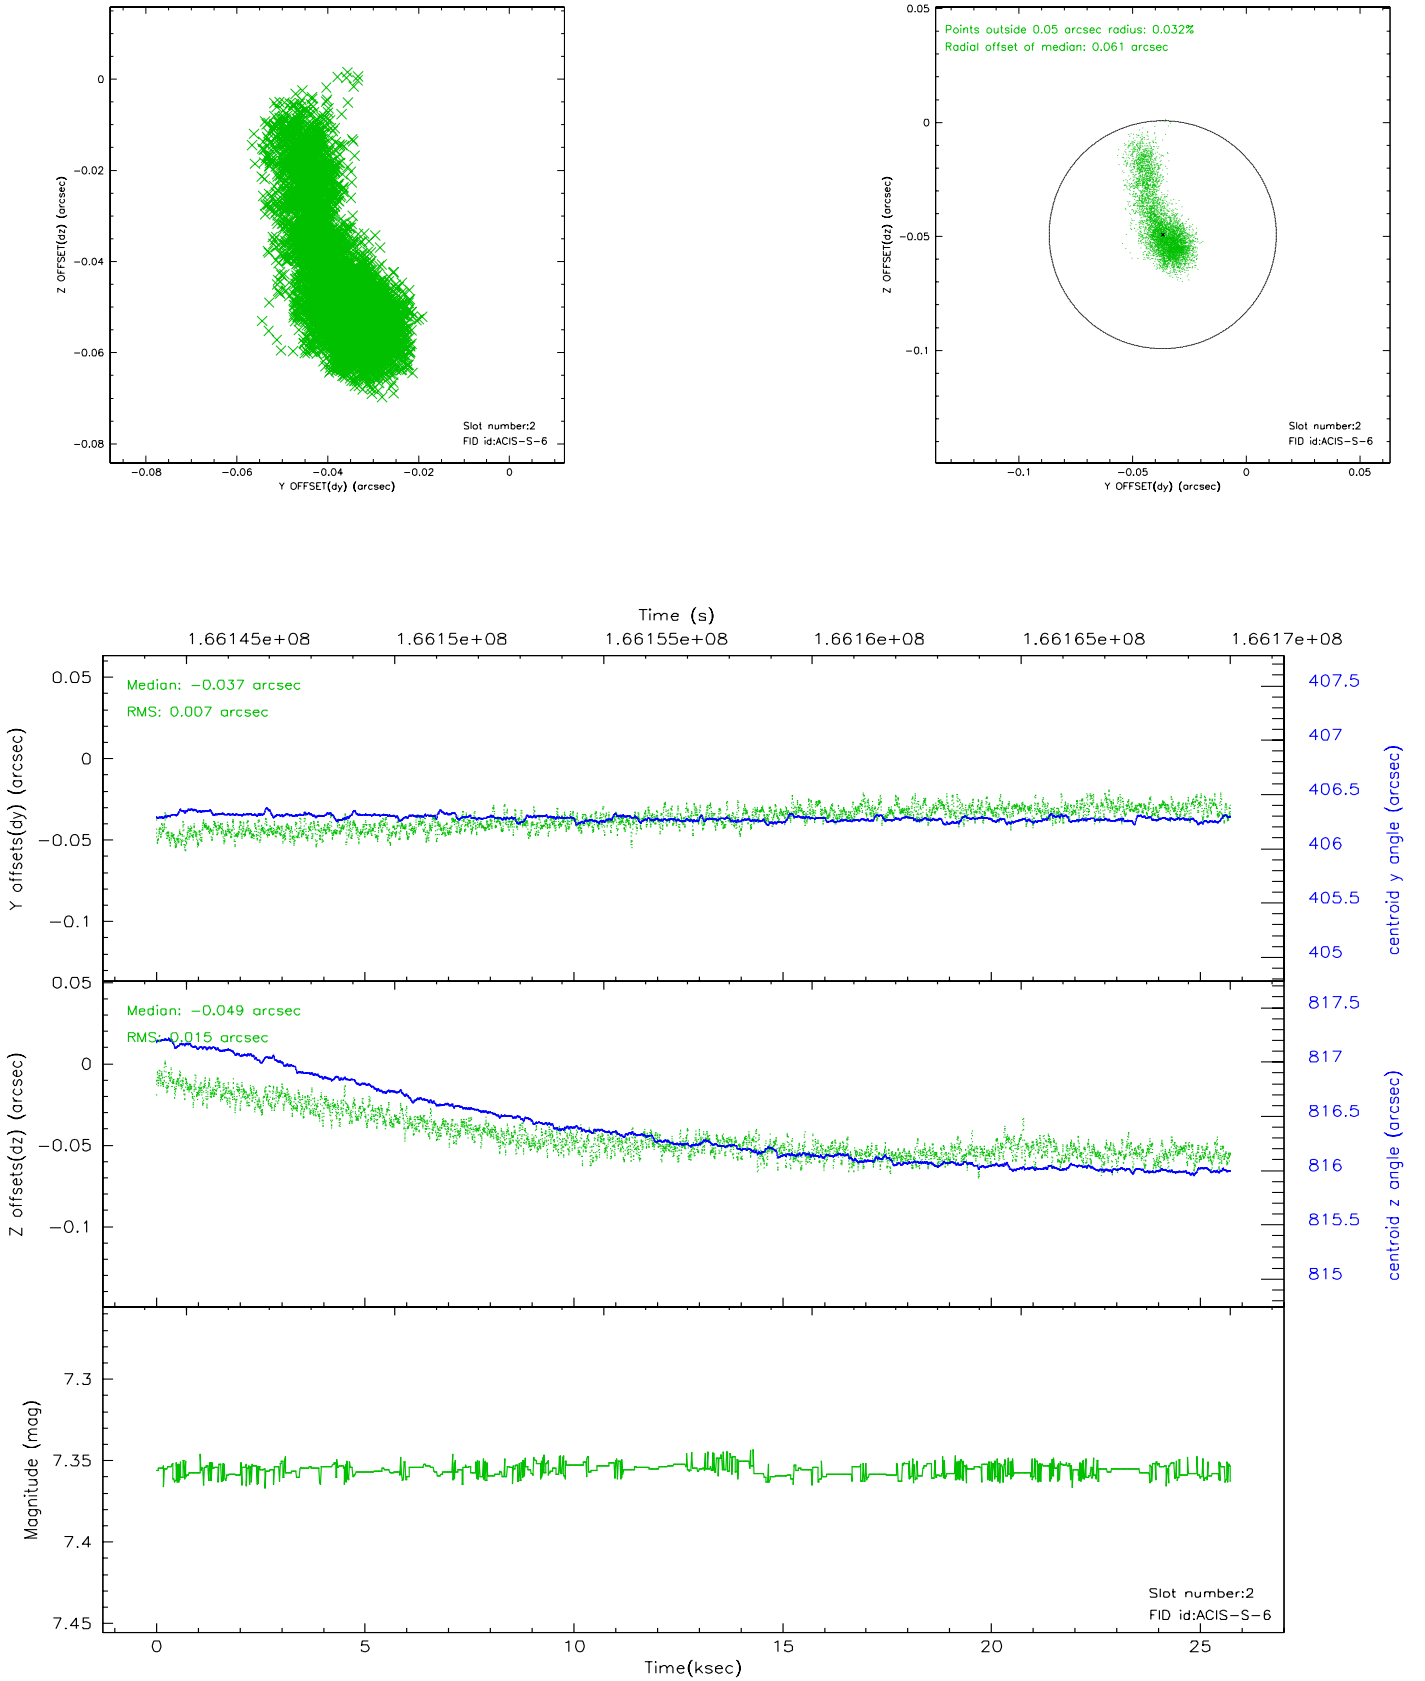 0
-0.02
-0.04
-0.06
-0.08
Z OFFSET(dz) (arcsec)
Slot number:2
FID id:ACIS-S-6
-0.08 -0.06 -0.04 -0.02 0
Y OFFSET(dy) (arcsec)
0.05
Points outside 0.05 arcsec radius: 0.032%
Radial offset of median: 0.061 arcsec
0
-0.05
-0.1
Z OFFSET(dz) (arcsec)
Slot number:2
FID id:ACIS-S-6
-0.1 -0.05 0 0.05
Y OFFSET(dy) (arcsec)
Time (s)
1.66145e+08 1.6615e+08 1.66155e+08 1.6616e+08 1.66165e+08 1.6617e+08
0.05
0
-0.05
-0.1
Y offsets(dy) (arcsec)
Median: -0.037 arcsec
RMS: 0.007 arcsec
407.5
407
406.5
406
405.5
405
centroid y angle (arcsec)
0.05
0
-0.05
-0.1
Z offsets(dz) (arcsec)
Median: -0.049 arcsec
RMS: 0.015 arcsec
817.5
817
816.5
816
815.5
815
centroid z angle (arcsec)
7.3
7.35
7.4
7.45
Magnitude (mag)
Slot number:2
FID id:ACIS-S-6
0 5 10 15 20 25
Time(ksec)